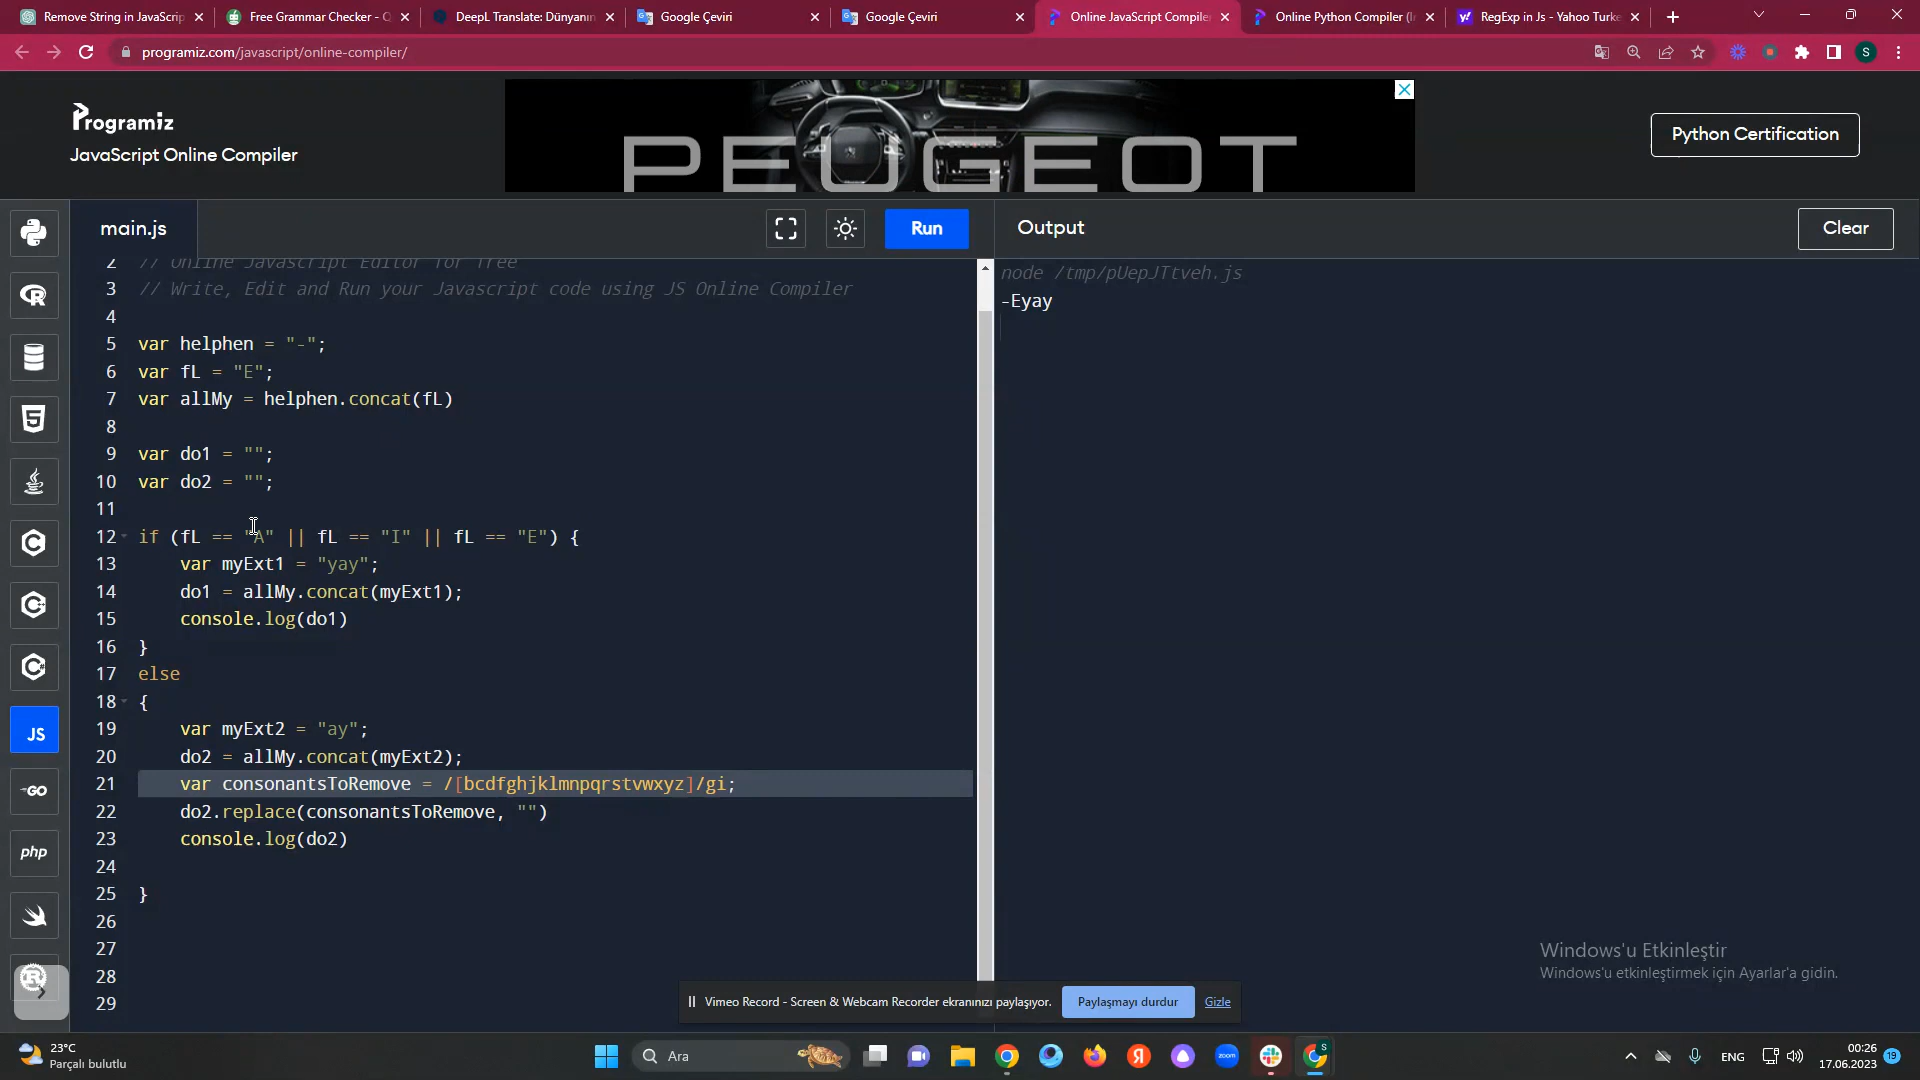 Remove String in JavaScrip
Free Grammar Checker - Q
DeepL Translate: Dünyanın
Google Çeviri
Google Çeviri
Online JavaScript Compiler
Online Python Compiler (I
RegExp in Js - Yahoo Turke
programiz.com/javascript/online-compiler/
S
Programiz
JavaScript Online Compiler
PEUGEOT
Python Certification
main.js
Run
Output
Clear
2 // Online Javascript Editor for free
3 // Write, Edit and Run your Javascript code using JS Online Compiler
4
5 var helphen = "-";
6 var fL = "E";
7 var allMy = helphen.concat(fL)
8
9 var do1 = "";
10 var do2 = "";
11
12 if (fL == "A" || fL == "I" || fL == "E") {
13 var myExt1 = "yay";
14 do1 = allMy.concat(myExt1);
15 console.log(do1)
16 }
17 else
18 {
19 var myExt2 = "ay";
20 do2 = allMy.concat(myExt2);
21 var consonantsToRemove = /[bcdfghjklmnpqrstvwxyz]/gi;
22 do2.replace(consonantsToRemove, "")
23 console.log(do2)
24
25 }
26
27
28
29
node /tmp/pUepJTtveh.js
-Eyay
JS
GO
php
Windows'u Etkinleştir
Windows'u etkinleştirmek için Ayarlar'a gidin.
Vimeo Record - Screen & Webcam Recorder ekranınızı paylaşıyor.
Paylaşmayı durdur
Gizle
23°C
Parçalı bulutlu
Ara
zoom
ENG
00:26
17.06.2023
19